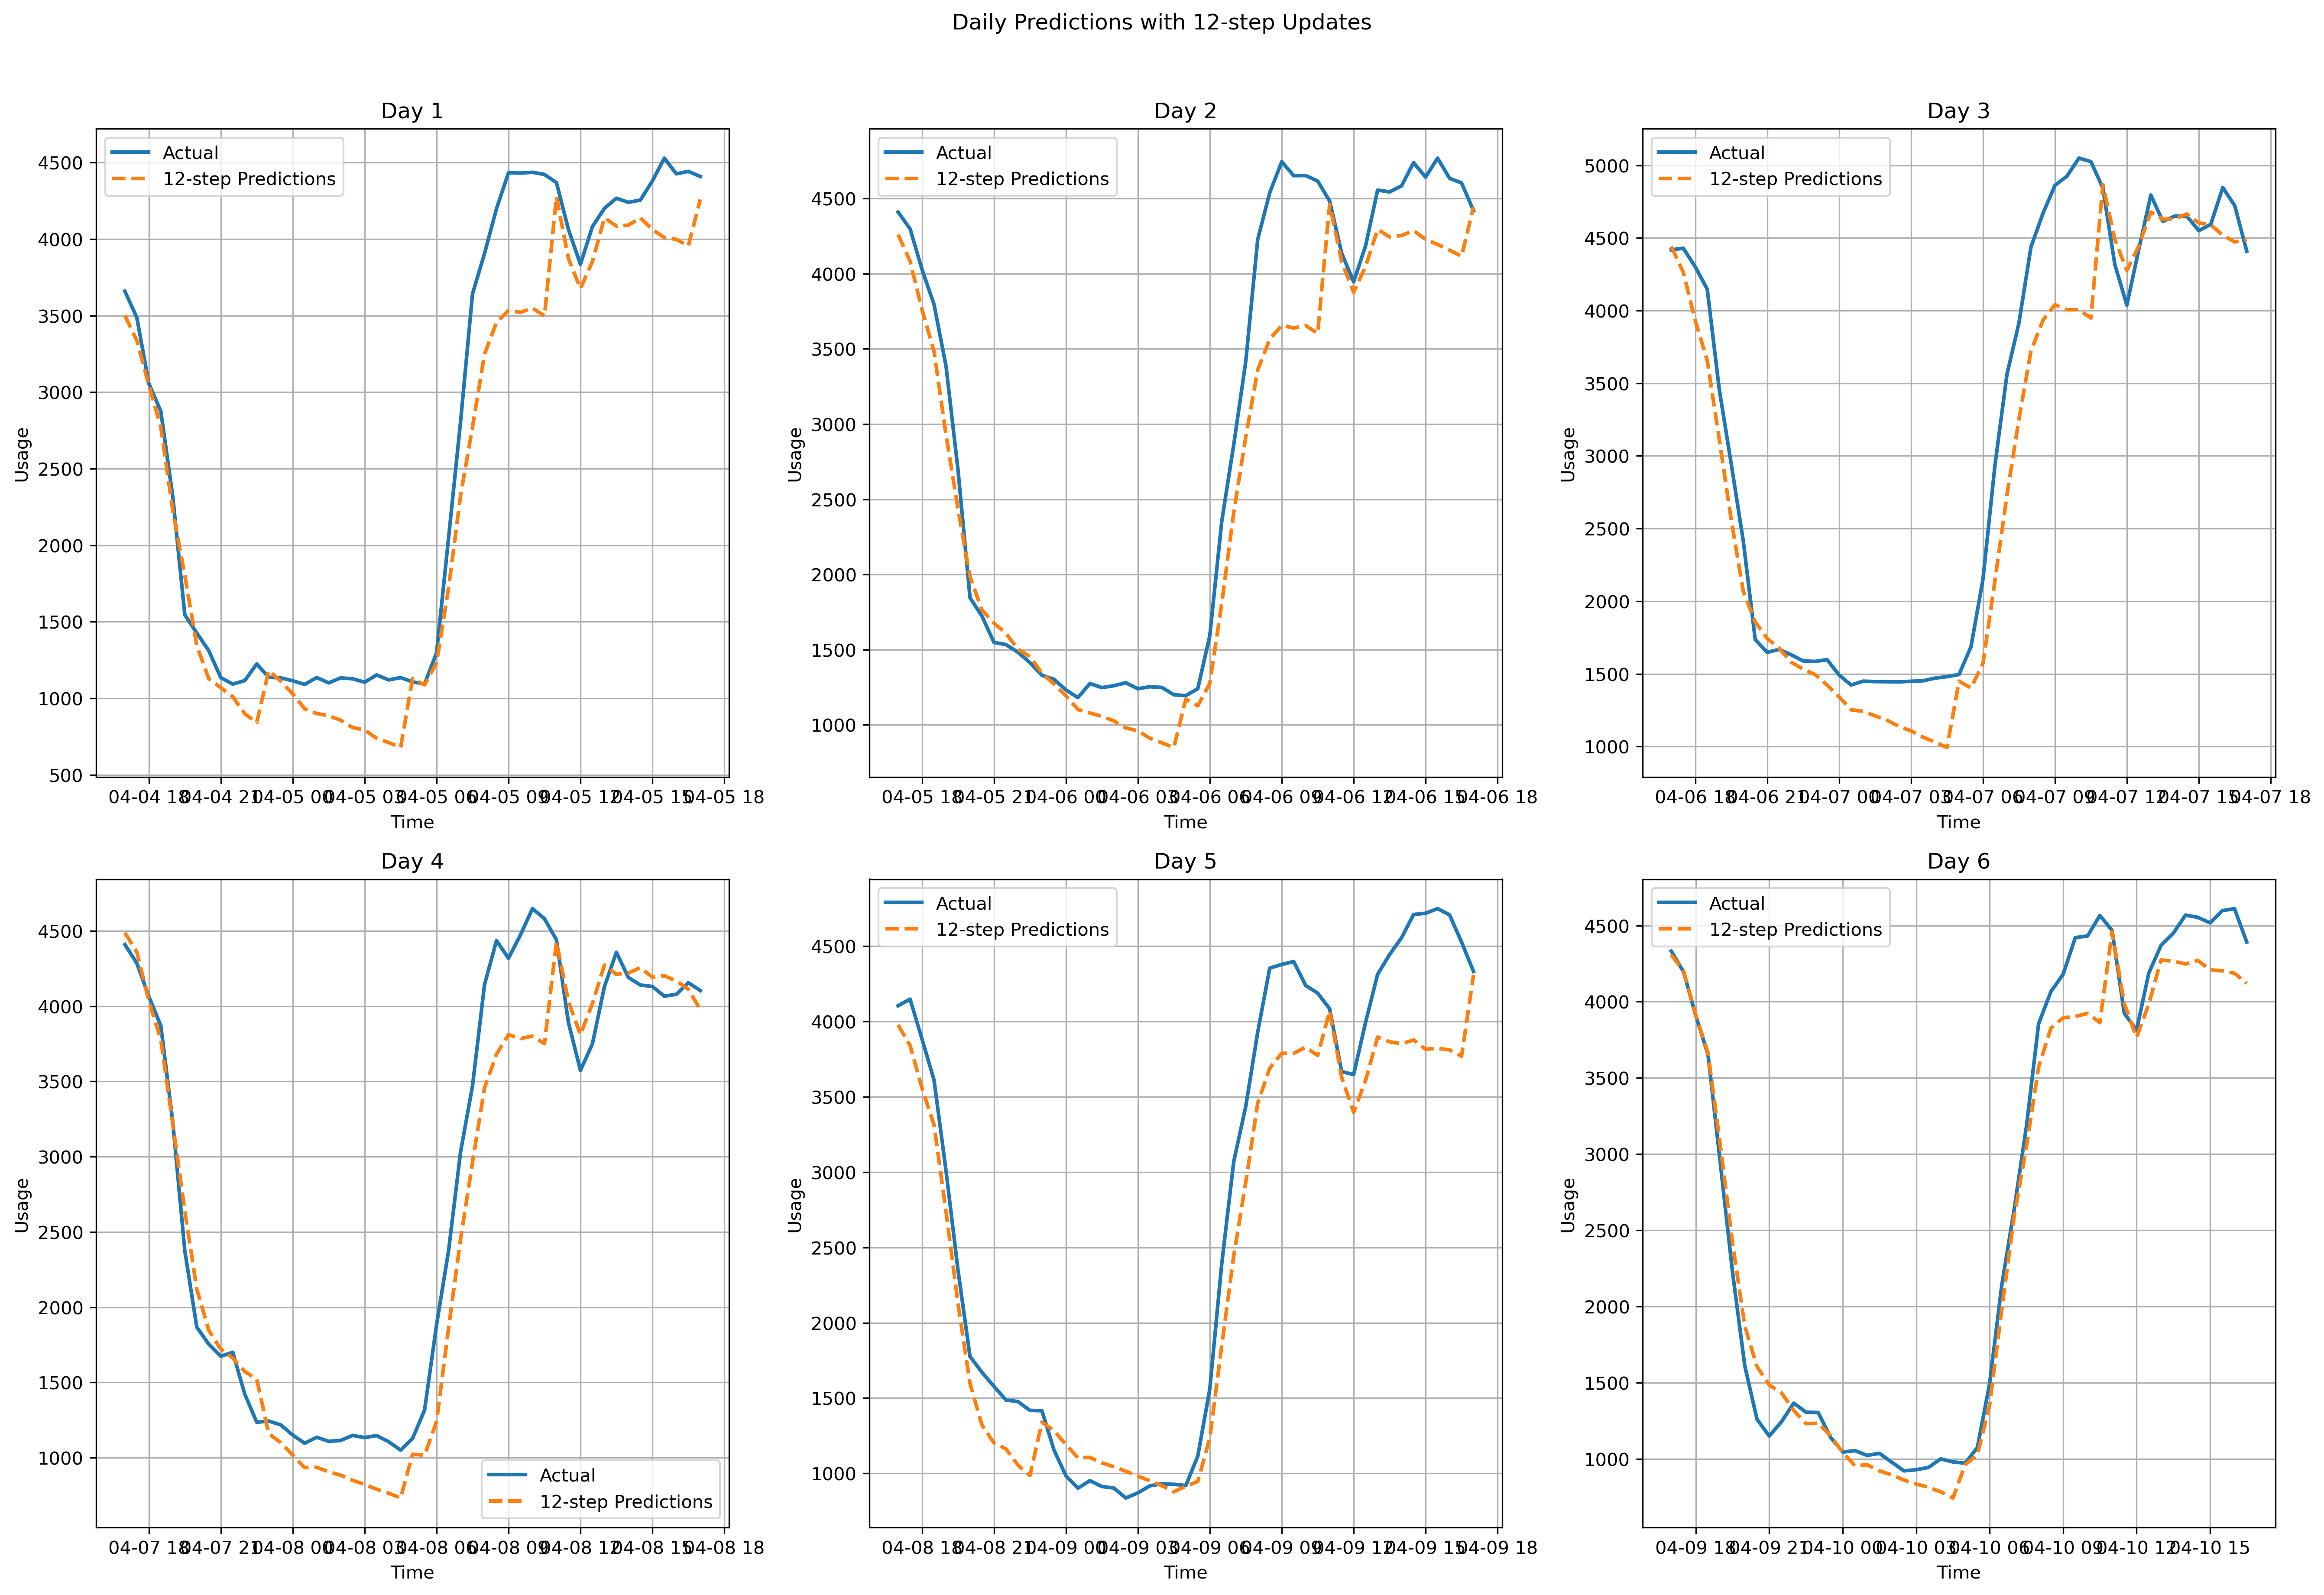 Daily Predictions with 12-step Updates
Day 1
Actual
12-step Predictions
Usage
4500
4000
3500
3000
2500
2000
1500
1000
500
04-04 18 04-04 21 04-05 00 04-05 03 04-05 06 04-05 09 04-05 12 04-05 15 04-05 18
Time
Day 2
Actual
12-step Predictions
Usage
4500
4000
3500
3000
2500
2000
1500
1000
04-05 18 04-05 21 04-06 00 04-06 03 04-06 06 04-06 09 04-06 12 04-06 15 04-06 18
Time
Day 3
Actual
12-step Predictions
Usage
5000
4500
4000
3500
3000
2500
2000
1500
1000
04-06 18 04-06 21 04-07 00 04-07 03 04-07 06 04-07 09 04-07 12 04-07 15 04-07 18
Time
Day 4
Usage
4500
4000
3500
3000
2500
2000
1500
1000
Actual
12-step Predictions
04-07 18 04-07 21 04-08 00 04-08 03 04-08 06 04-08 09 04-08 12 04-08 15 04-08 18
Time
Day 5
Actual
12-step Predictions
Usage
4500
4000
3500
3000
2500
2000
1500
1000
04-08 18 04-08 21 04-09 00 04-09 03 04-09 06 04-09 09 04-09 12 04-09 15 04-09 18
Time
Day 6
Actual
12-step Predictions
Usage
4500
4000
3500
3000
2500
2000
1500
1000
04-09 18 04-09 21 04-10 00 04-10 03 04-10 06 04-10 09 04-10 12 04-10 15
Time